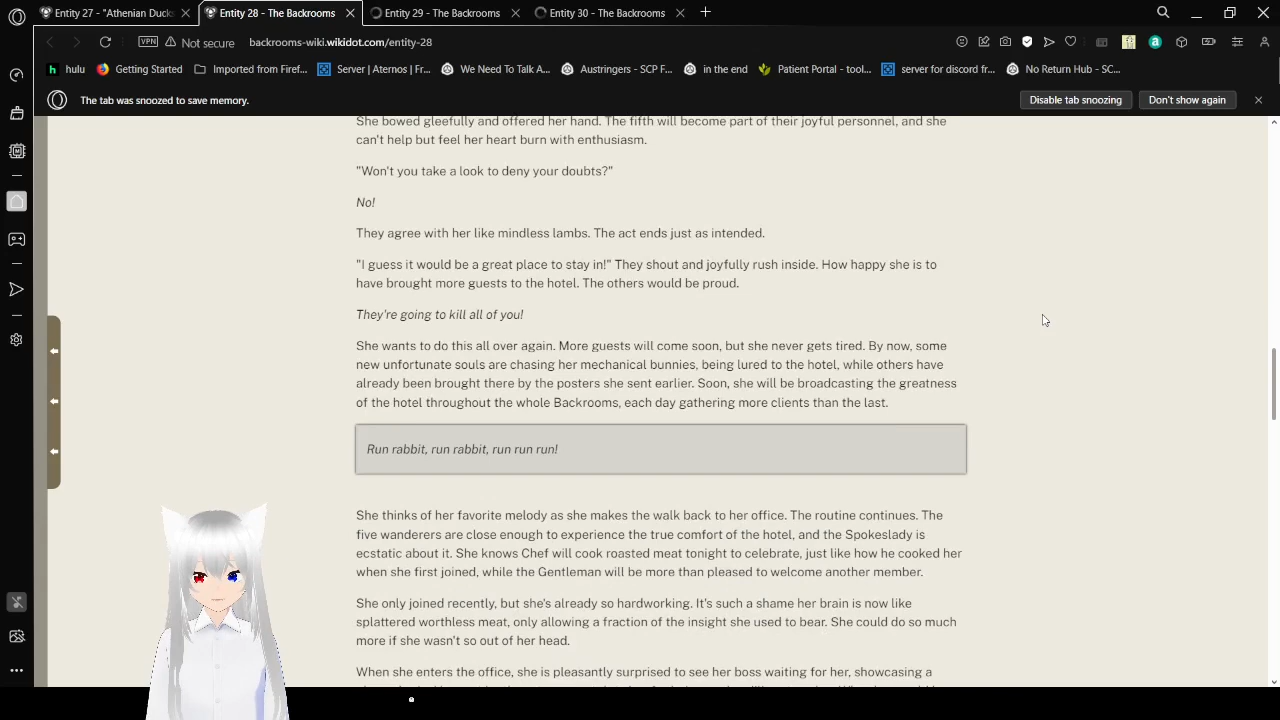 Entity 27 - "Athenian Duck
Entity 28 - The Backrooms
Entity 29 - The Backrooms
Entity 30 - The Backrooms
VPN
Not secure
backrooms-wiki.wikidot.com/entity-28
hulu
Getting Started
Imported from Firef...
Server | Aternos | Fr...
We Need To Talk A...
Austringers - SCP F...
in the end
Patient Portal - tool...
server for discord fr...
No Return Hub - SC...
The tab was snoozed to save memory.
Disable tab snoozing
Don't show again
She bowed gleefully and offered her hand. The fifth will become part of their joyful personnel, and she
can't help but feel her heart burn with enthusiasm.
"Won't you take a look to deny your doubts?"
No!
They agree with her like mindless lambs. The act ends just as intended.
"I guess it would be a great place to stay in!" They shout and joyfully rush inside. How happy she is to
have brought more guests to the hotel. The others would be proud.
They're going to kill all of you!
She wants to do this all over again. More guests will come soon, but she never gets tired. By now, some
new unfortunate souls are chasing her mechanical bunnies, being lured to the hotel, while others have
already been brought there by the posters she sent earlier. Soon, she will be broadcasting the greatness
of the hotel throughout the whole Backrooms, each day gathering more clients than the last.
Run rabbit, run rabbit, run run run!
She thinks of her favorite melody as she makes the walk back to her office. The routine continues. The
five wanderers are close enough to experience the true comfort of the hotel, and the Spokeslady is
ecstatic about it. She knows Chef will cook roasted meat tonight to celebrate, just like how he cooked her
when she first joined, while the Gentleman will be more than pleased to welcome another member.
She only joined recently, but she's already so hardworking. It's such a shame her brain is now like
splattered worthless meat, only allowing a fraction of the insight she used to bear. She could do so much
more if she wasn't so out of her head.
When she enters the office, she is pleasantly surprised to see her boss waiting for her, showcasing a